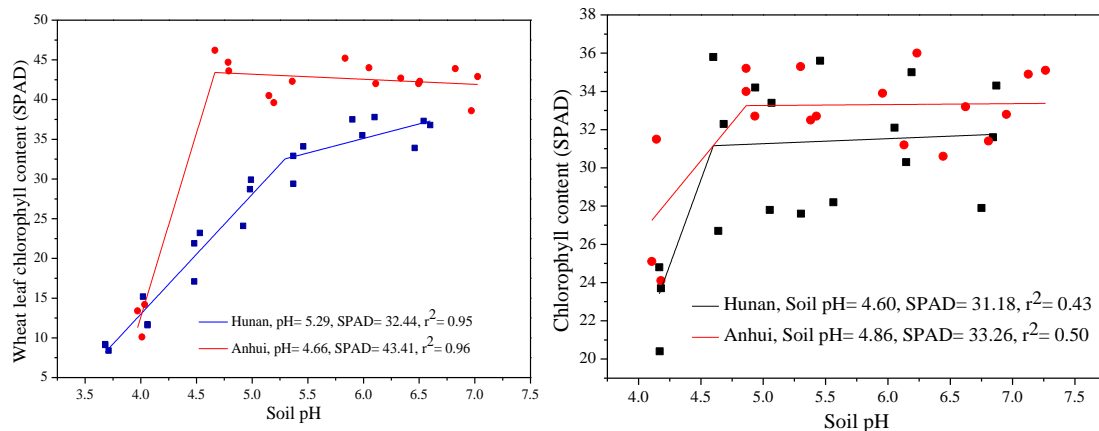 Wheat leaf chlorophyll content (SPAD)
50
45
40
35
30
25
20
15
10
5
3.5 4.0 4.5 5.0 5.5 6.0 6.5 7.0 7.5
Soil pH
Hunan, pH= 5.29, SPAD= 32.44, r²= 0.95
Anhui, pH= 4.66, SPAD= 43.41, r²= 0.96
Chlorophyll content (SPAD)
36
34
32
30
28
26
24
22
20
4.0 4.5 5.0 5.5 6.0 6.5 7.0 7.5
Soil pH
Hunan, Soil pH= 4.60, SPAD= 31.18, r²= 0.43
Anhui, Soil pH= 4.86, SPAD= 33.26, r²= 0.50